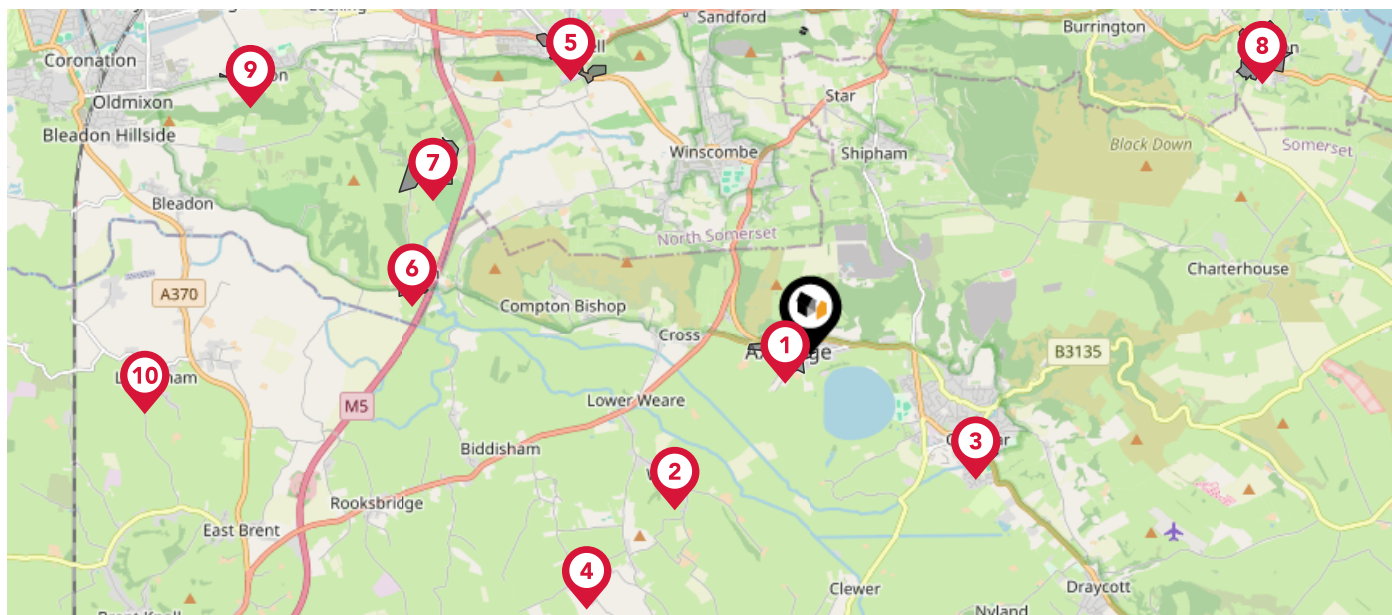 Sandford
Burrington
5
8
Coronation
9
Oldmixon
Star
Bleadon Hillside
Black Down
Somerset
Winscombe
Shipham
7
Bleadon
North Somerset
6
Charterhouse
A370
Compton Bishop
Cross
1
B3135
10
M5
Lower Weare
Biddisham
3
2
Rooksbridge
East Brent
4
Clewer
Draycott